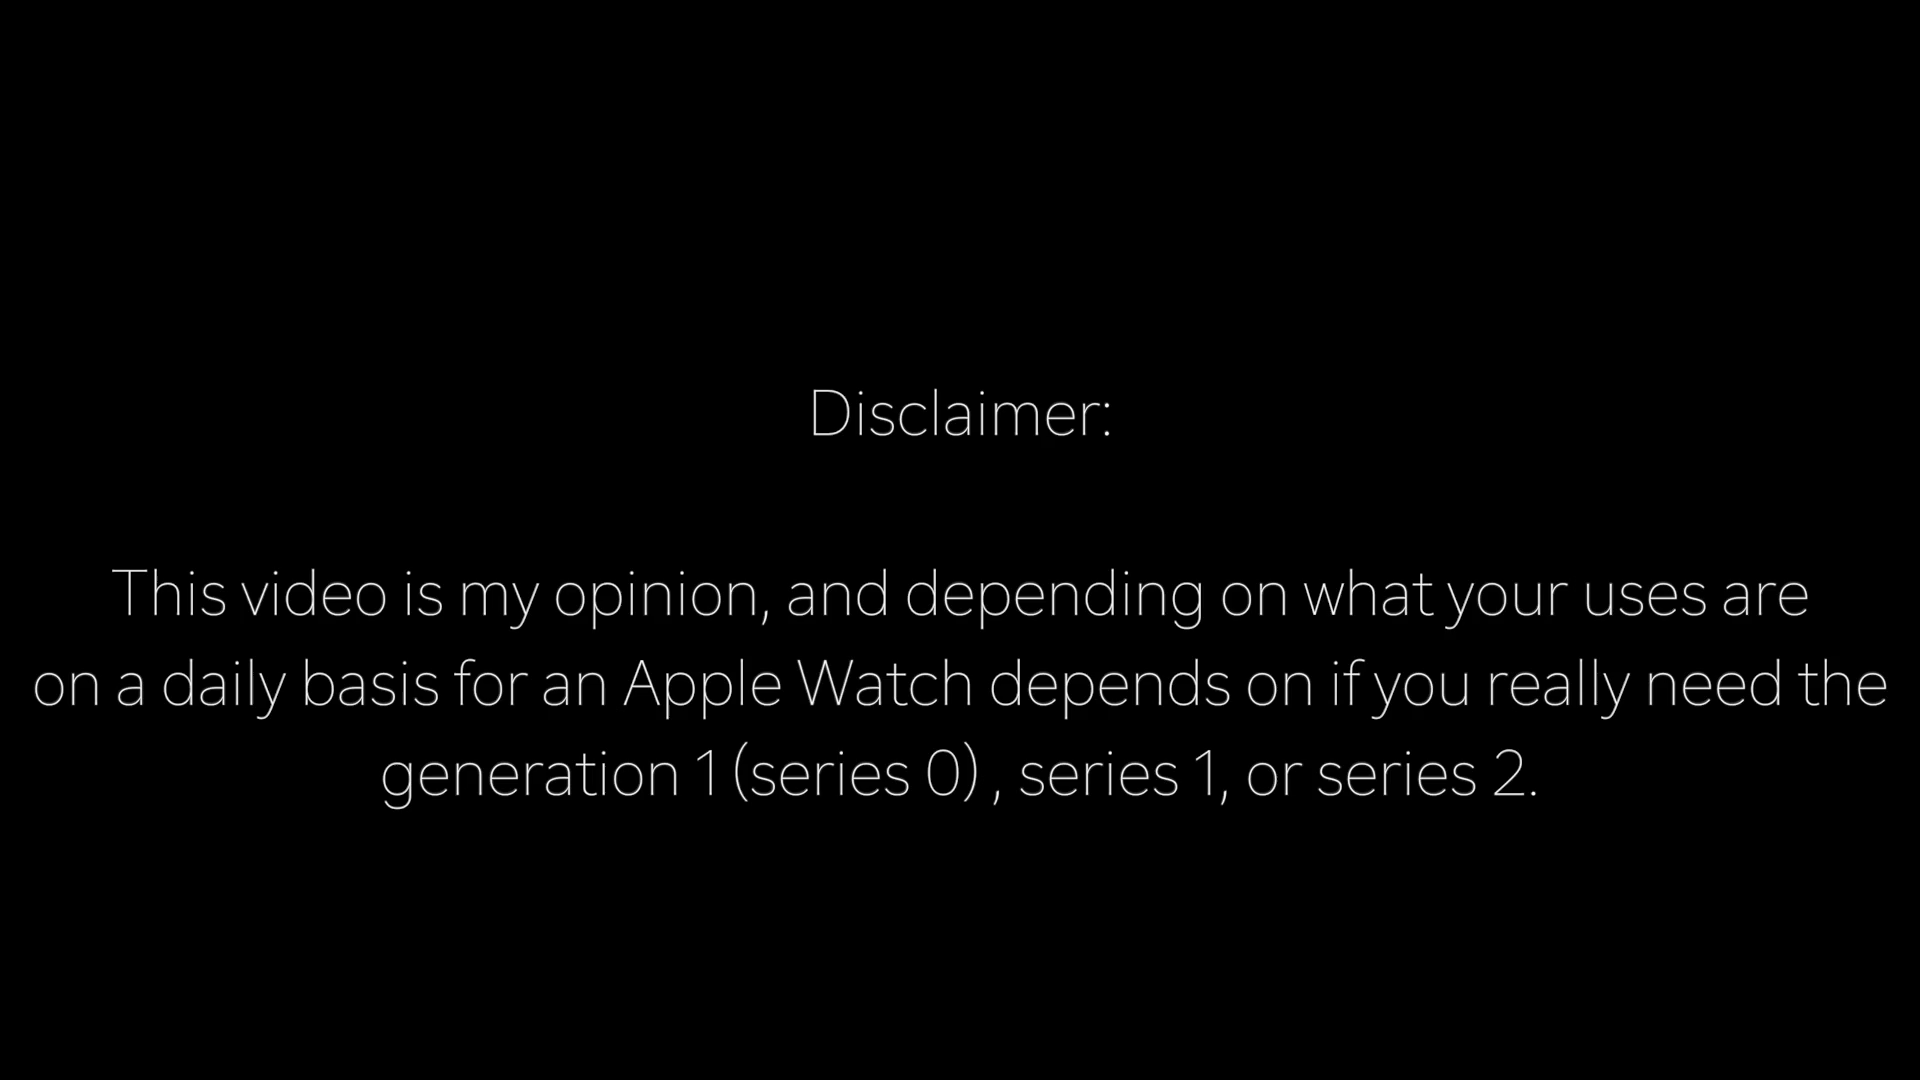 Disclaimer:
This video is my opinion, and depending on what your uses are
on a daily basis for an Apple Watch depends on if you really need the
generation 1 (series 0) , series 1, or series 2.